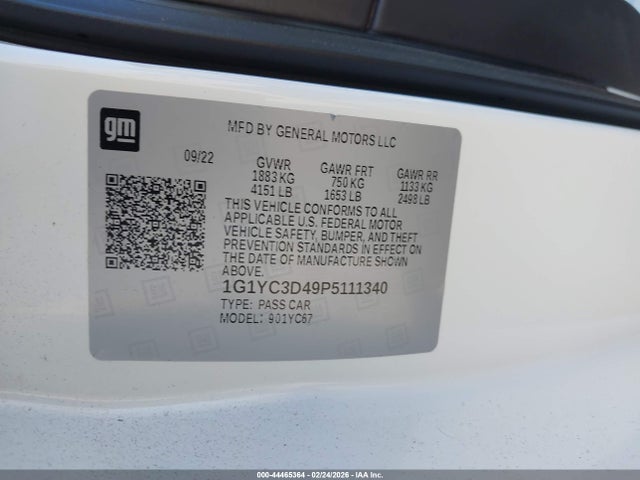 gm
MFD BY GENERAL MOTORS LLC
09/22 GVWR GAWR FRT GAWR RR
1883 KG 750 KG 1133 KG
4151 LB 1653 LB 2498 LB
THIS VEHICLE CONFORMS TO ALL
APPLICABLE U.S. FEDERAL MOTOR
VEHICLE SAFETY, BUMPER, AND THEFT
PREVENTION STANDARDS IN EFFECT ON
THE DATE OF MANUFACTURE SHOWN
ABOVE.
1G1YC3D49P5111340
TYPE: PASS CAR
MODEL: 901YC67
000-44465364 - 02/24/2026 - IAAI.COM